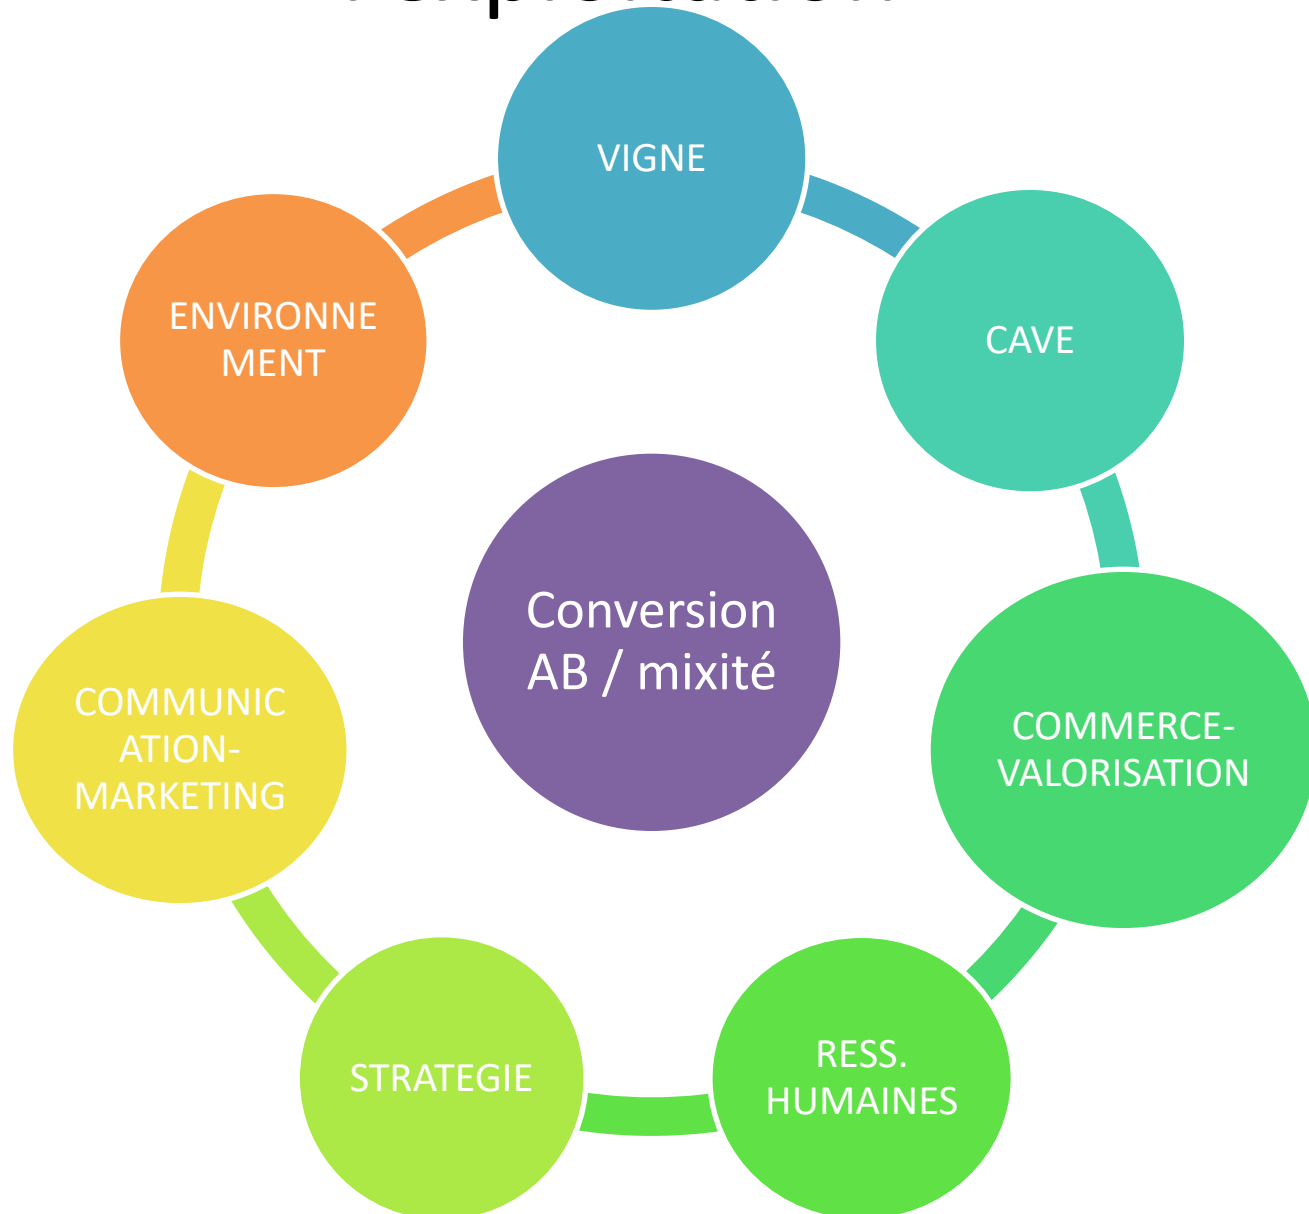 VIGNE
ENVIRONNE
MENT
CAVE
Conversion
AB / mixité
COMMUNIC
ATION-
MARKETING
COMMERCE-
VALORISATION
STRATEGIE
RESS.
HUMAINES